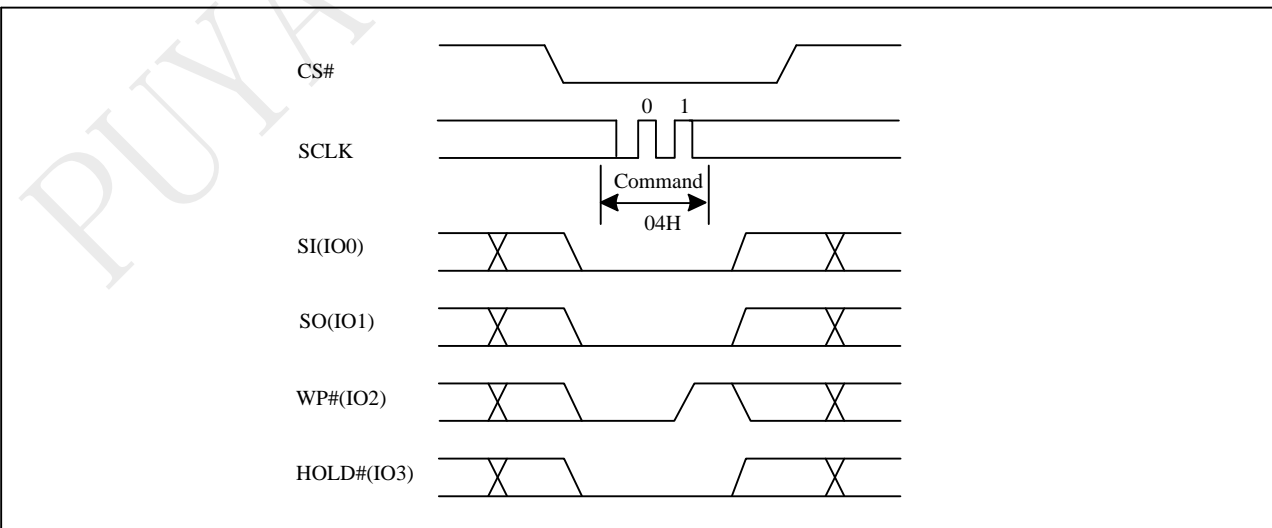 PUYA
CS#
0 1
SCLK
Command
04H
SI(IO0)
SO(IO1)
WP#(IO2)
HOLD#(IO3)